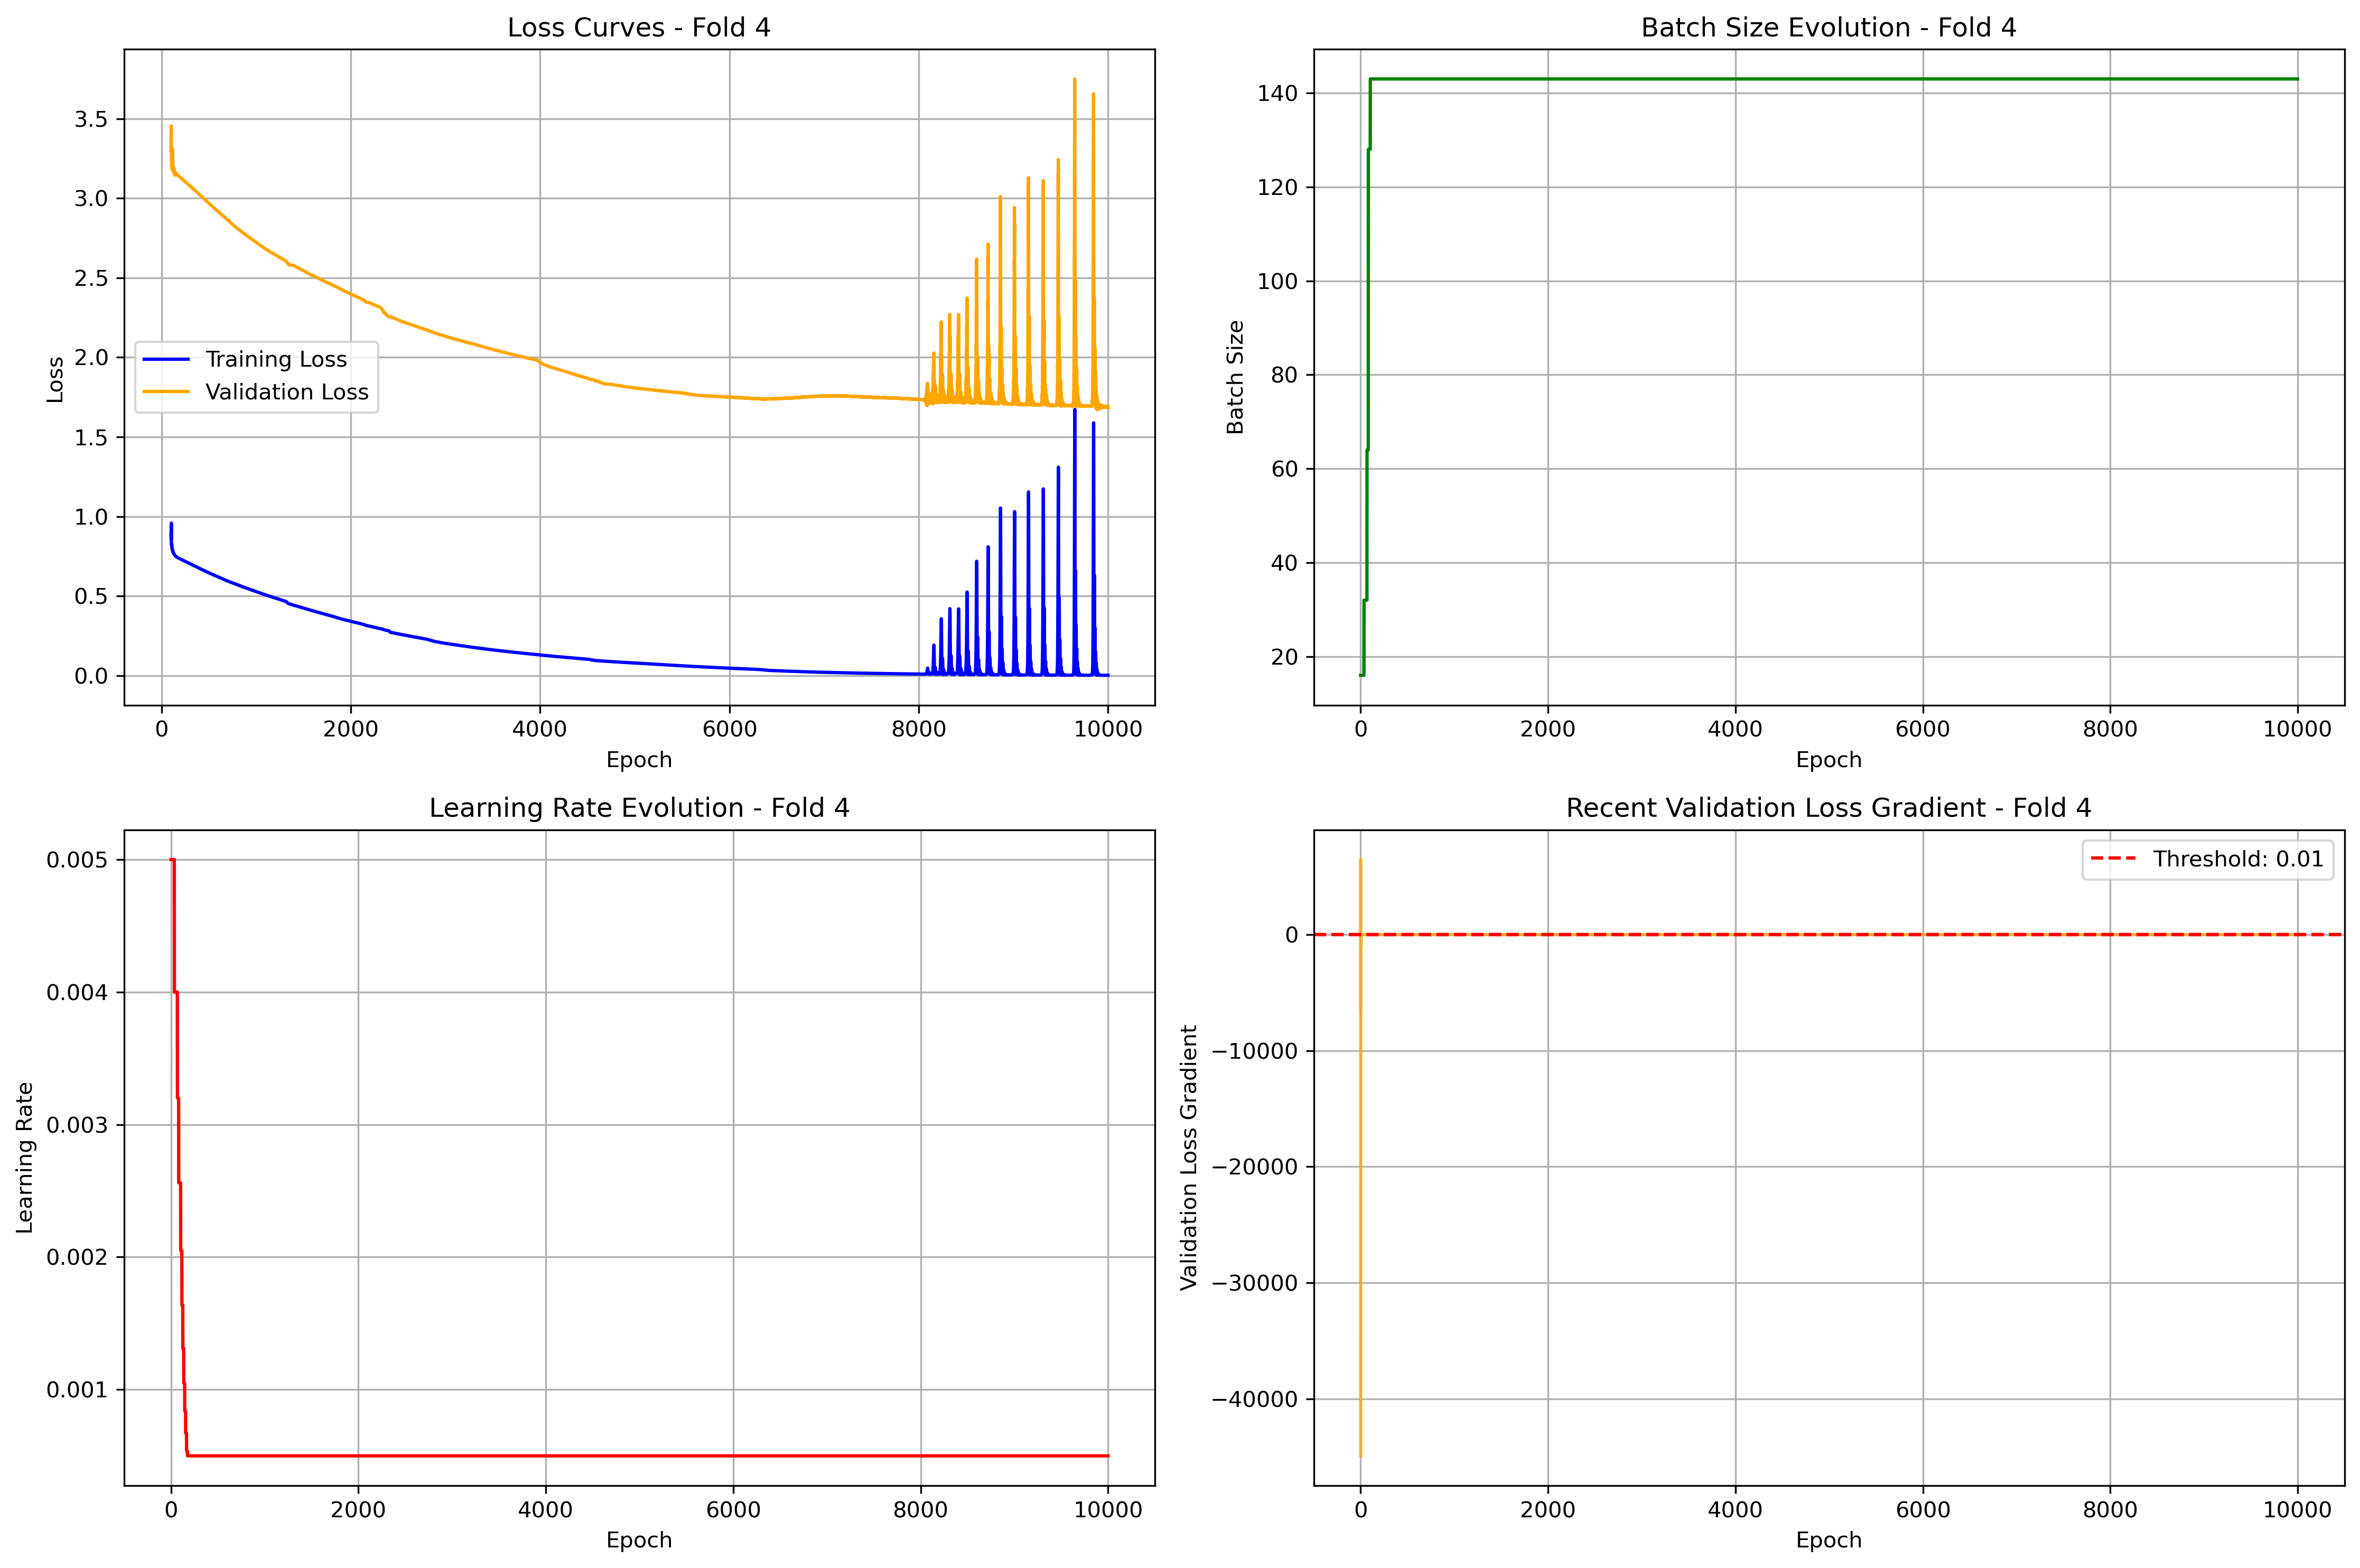 Loss Curves - Fold 4
3.5
3.0
2.5
2.0
1.5
1.0
0.5
0.0
Loss
Training Loss
Validation Loss
0 2000 4000 6000 8000 10000
Epoch
Batch Size Evolution - Fold 4
140
120
100
80
60
40
20
Batch Size
0 2000 4000 6000 8000 10000
Epoch
Learning Rate Evolution - Fold 4
0.005
0.004
0.003
0.002
0.001
Learning Rate
0 2000 4000 6000 8000 10000
Epoch
Recent Validation Loss Gradient - Fold 4
Threshold: 0.01
0
−10000
−20000
−30000
−40000
Validation Loss Gradient
0 2000 4000 6000 8000 10000
Epoch